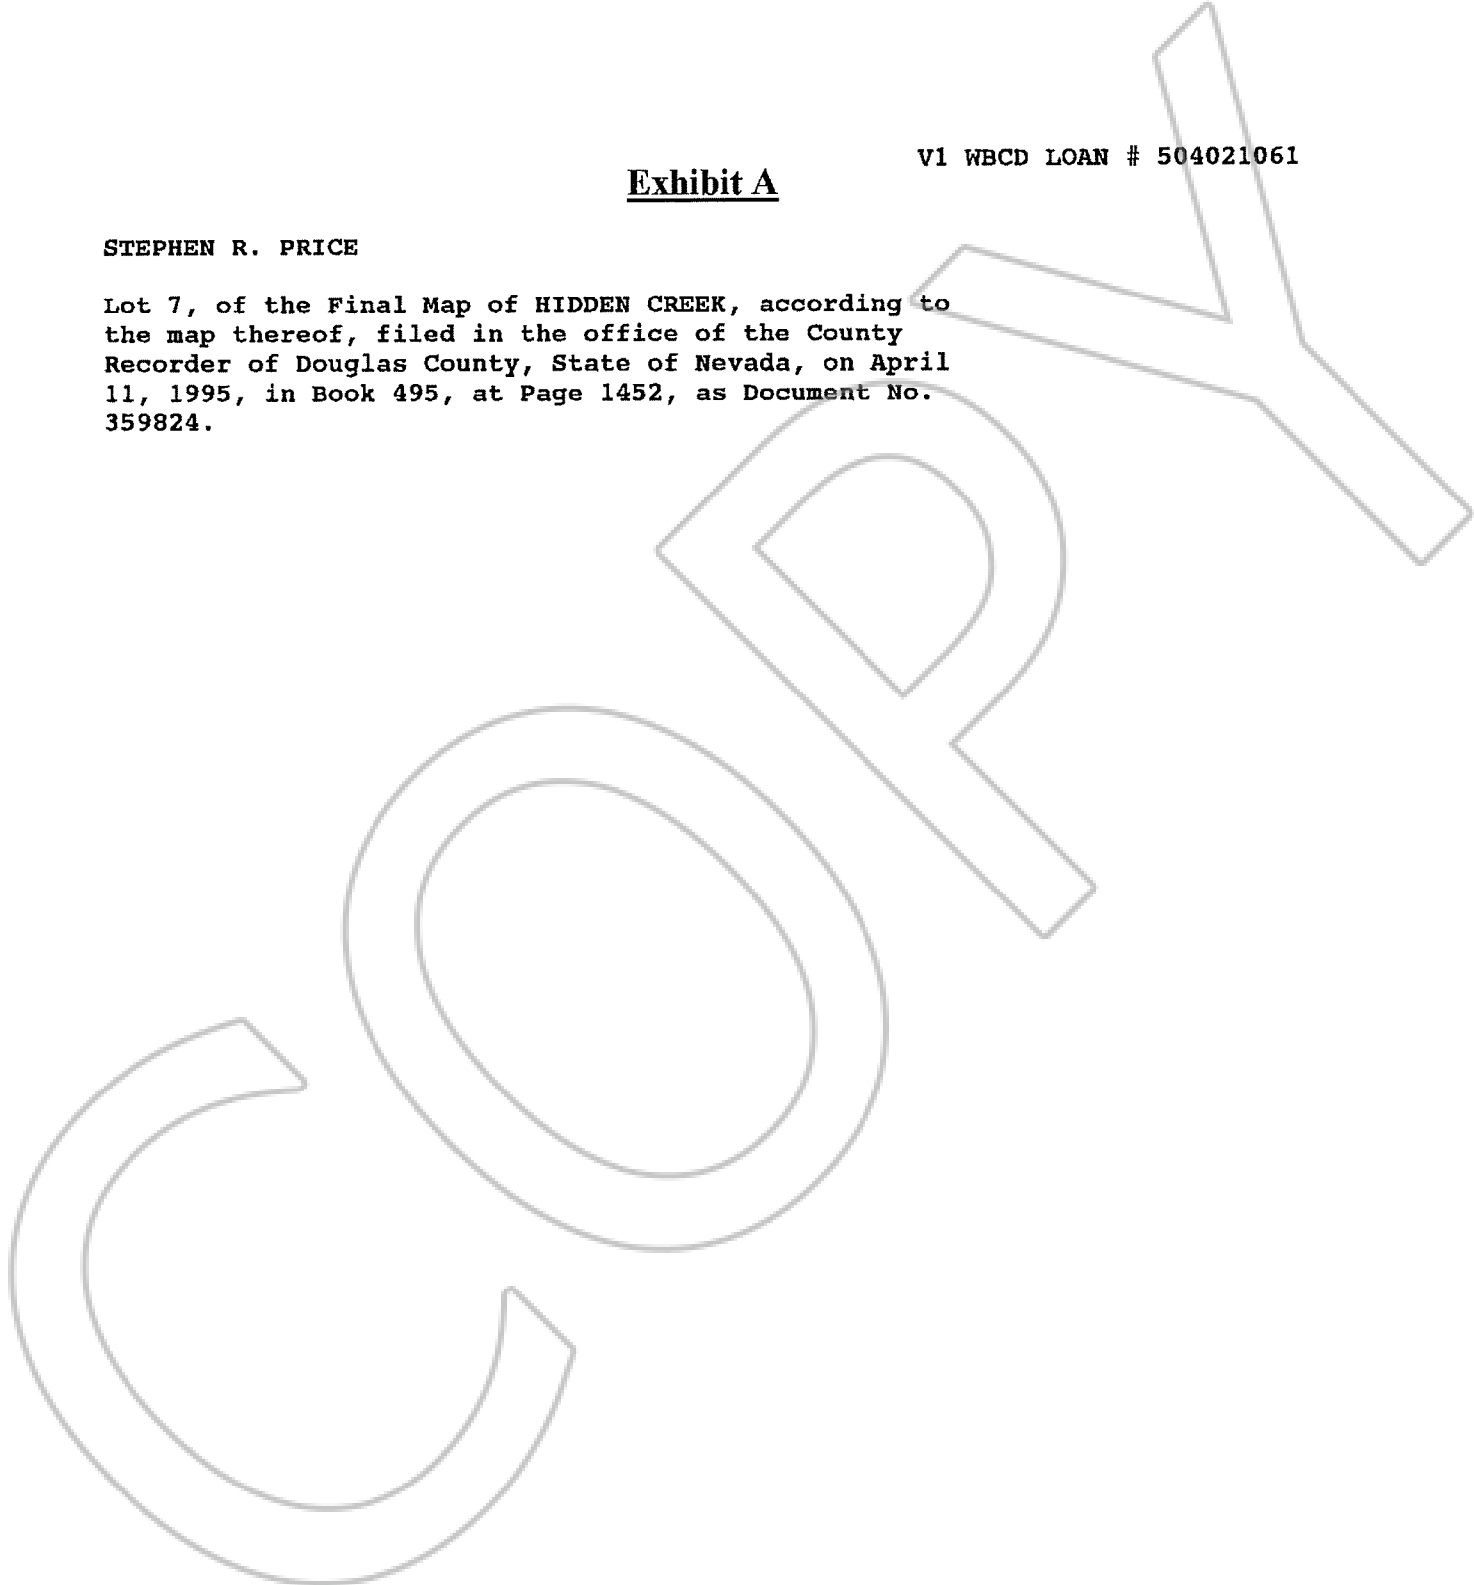 V1 WBCD LOAN # 504021061
Exhibit A
STEPHEN R. PRICE
Lot 7, of the Final Map of HIDDEN CREEK, according to
the map thereof, filed in the office of the County
Recorder of Douglas County, State of Nevada, on April
11, 1995, in Book 495, at Page 1452, as Document No.
359824.
COPY